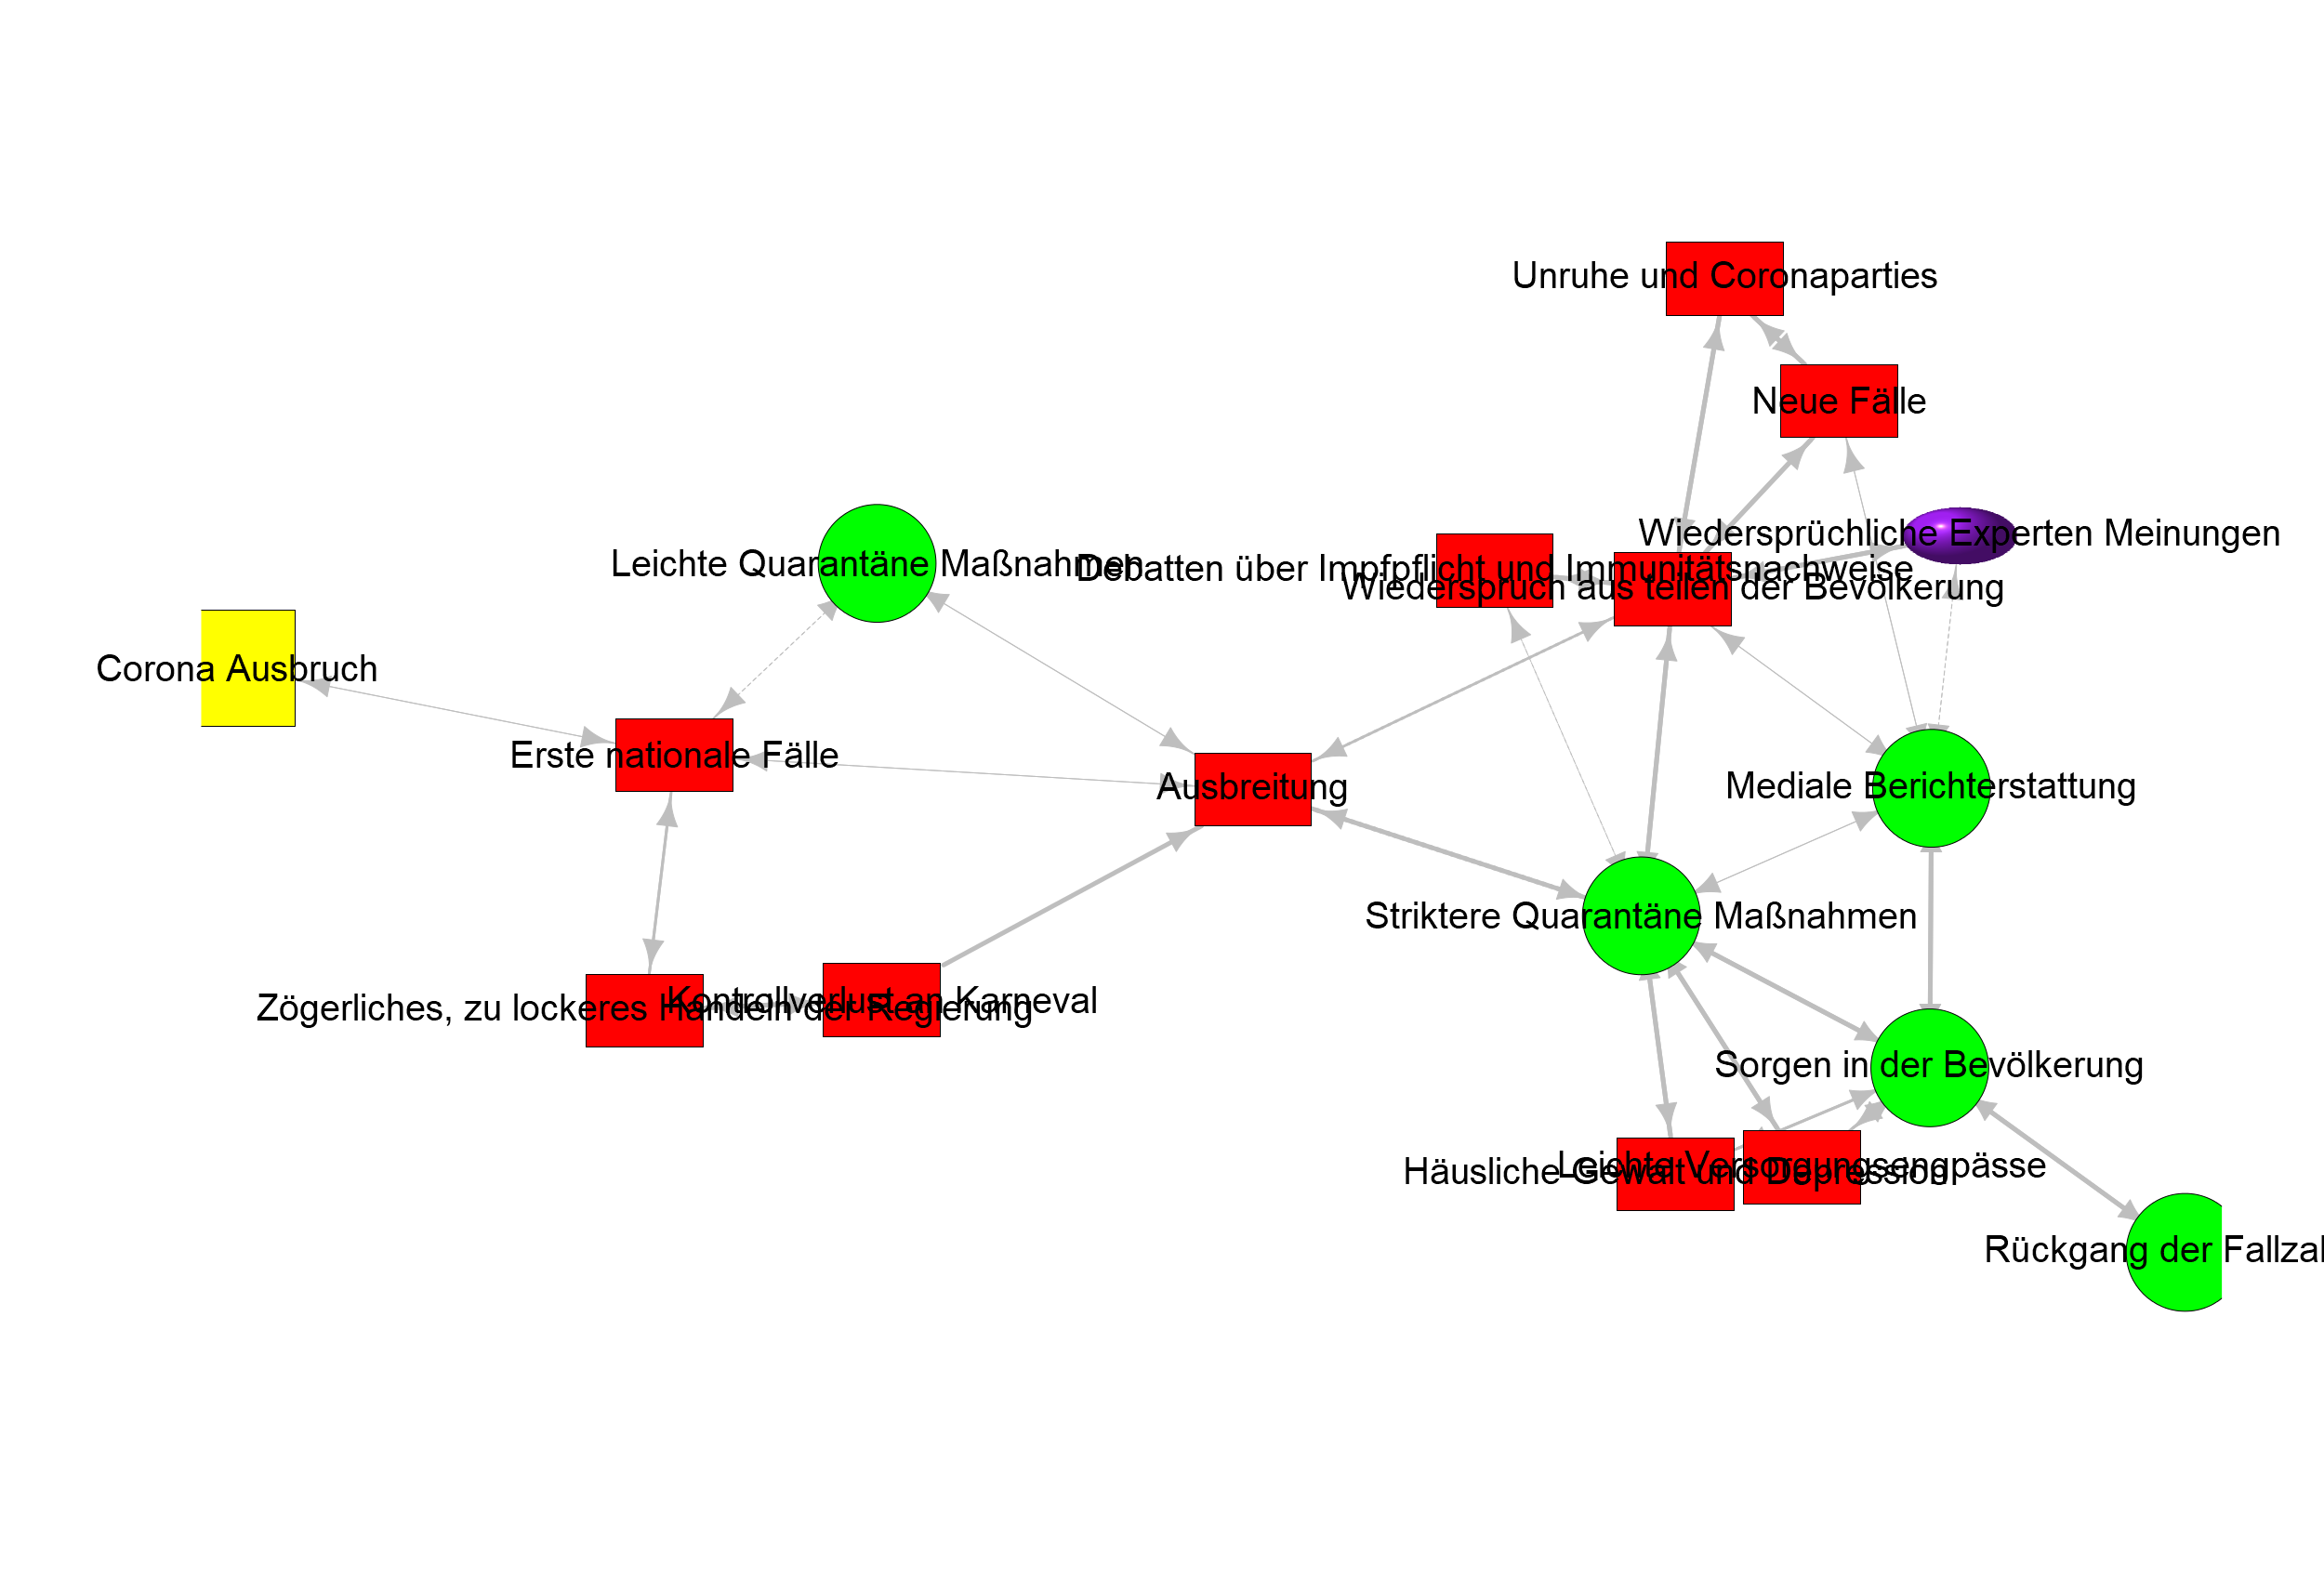 Unruhe und Coronaparties
Neue Fälle
Wiedersprüchliche Experten Meinungen
Leichte Quarantäne Maßnahmen
Debatten über Impfpflicht und Immunitätsnachweise
Wiederspruch aus teilen der Bevölkerung
Corona Ausbruch
Erste nationale Fälle
Ausbreitung
Mediale Berichterstattung
Striktere Quarantäne Maßnahmen
Kontrollverlust an Karneval
Zögerliches, zu lockeres Handeln der Regierung
Sorgen in der Bevölkerung
Leichte Versorgungsengpässe
Häusliche Gewalt und Depression
Rückgang der Fallzal